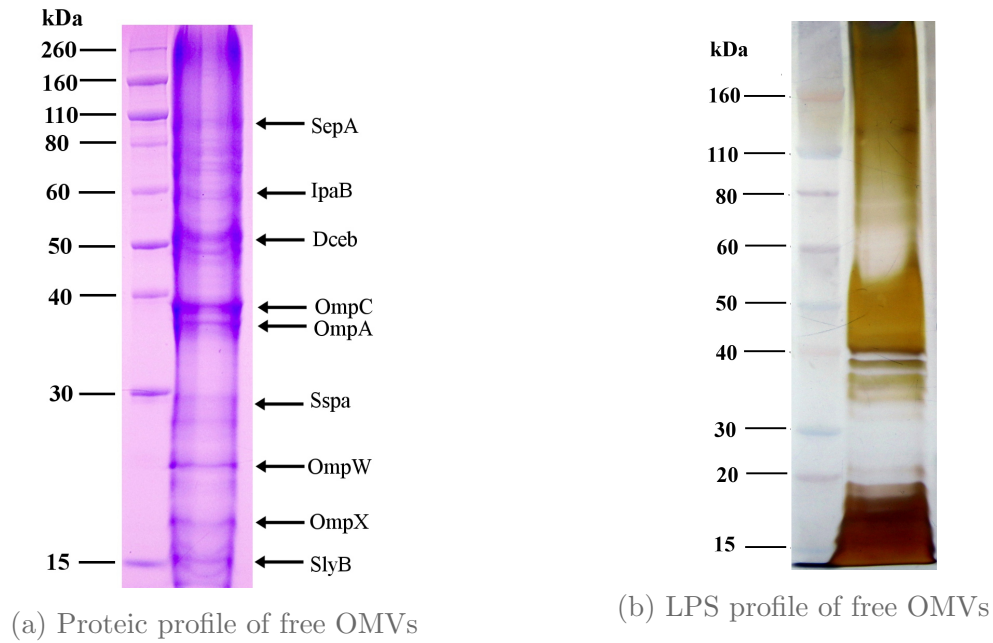 kDa
260
160
110
80
60
50
40
30
15
SepA
IpaB
Dceb
OmpC
OmpA
Sspa
OmpW
OmpX
SlyB
(a) Proteic profile of free OMVs
kDa
160
110
80
60
50
40
30
20
15
(b) LPS profile of free OMVs